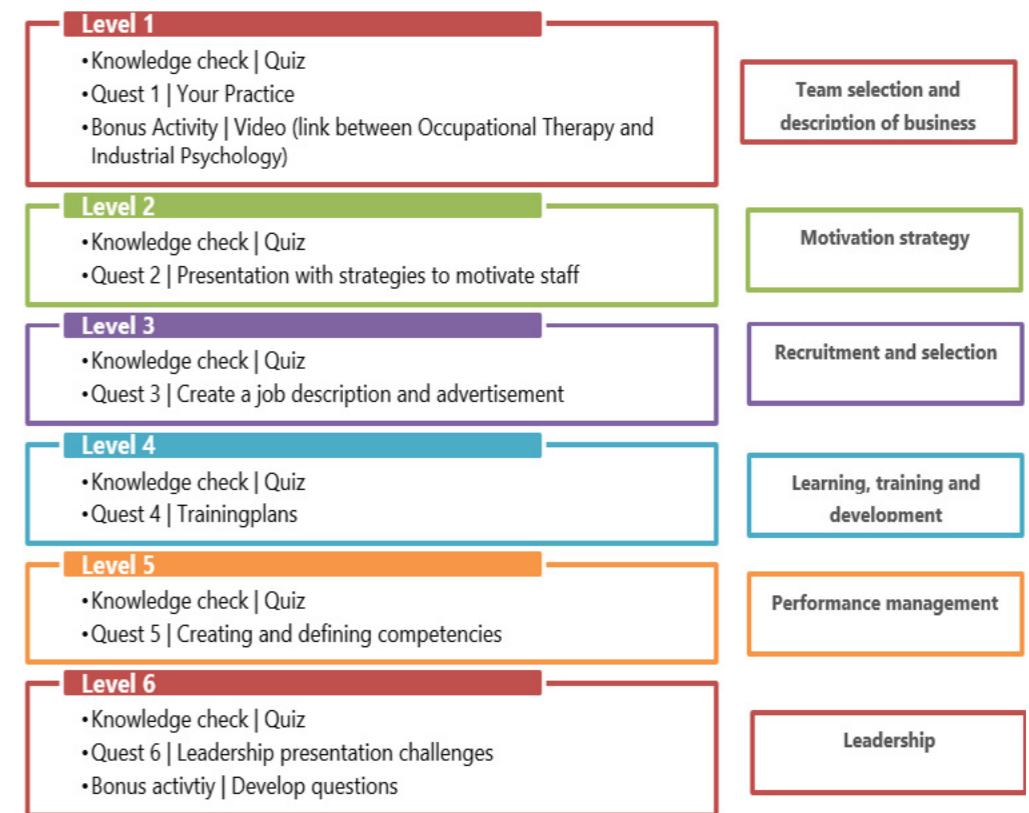 Level 1
•Knowledge check | Quiz
•Quest 1 | Your Practice
•Bonus Activity | Video (link between Occupational Therapy and
Industrial Psychology)
Team selection and
description of business
Level 2
•Knowledge check | Quiz
•Quest 2 | Presentation with strategies to motivate staff
Motivation strategy
Level 3
•Knowledge check | Quiz
•Quest 3 | Create a job description and advertisement
Recruitment and selection
Level 4
•Knowledge check | Quiz
•Quest 4 | Trainingplans
Learning, training and
development
Level 5
•Knowledge check | Quiz
•Quest 5 | Creating and defining competencies
Performance management
Level 6
•Knowledge check | Quiz
•Quest 6 | Leadership presentation challenges
•Bonus activtiy | Develop questions
Leadership